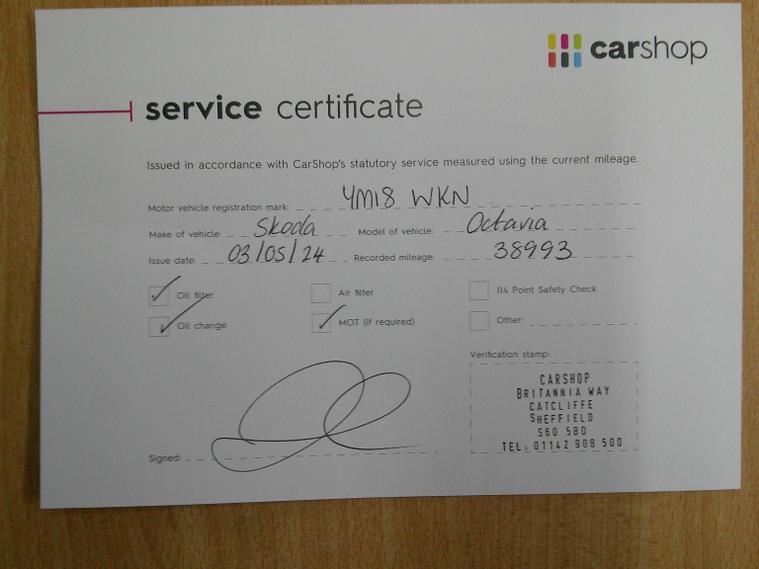 carshop
service certificate
Issued in accordance with CarShop's statutory service measured using the current mileage.
Motor vehicle registration mark: YM18 WKN
Make of vehicle: Skoda Model of vehicle: Octavia
Issue date: 03/05/24 Recorded mileage: 38993
Oil filter Air filter 114 Point Safety Check
Oil change MOT (if required) Other:
Verification stamp:
CARSHOP
BRITANNIA WAY
CATCLIFFE
SHEFFIELD
S60 5BD
TEL: 01142 908 500
Signed: